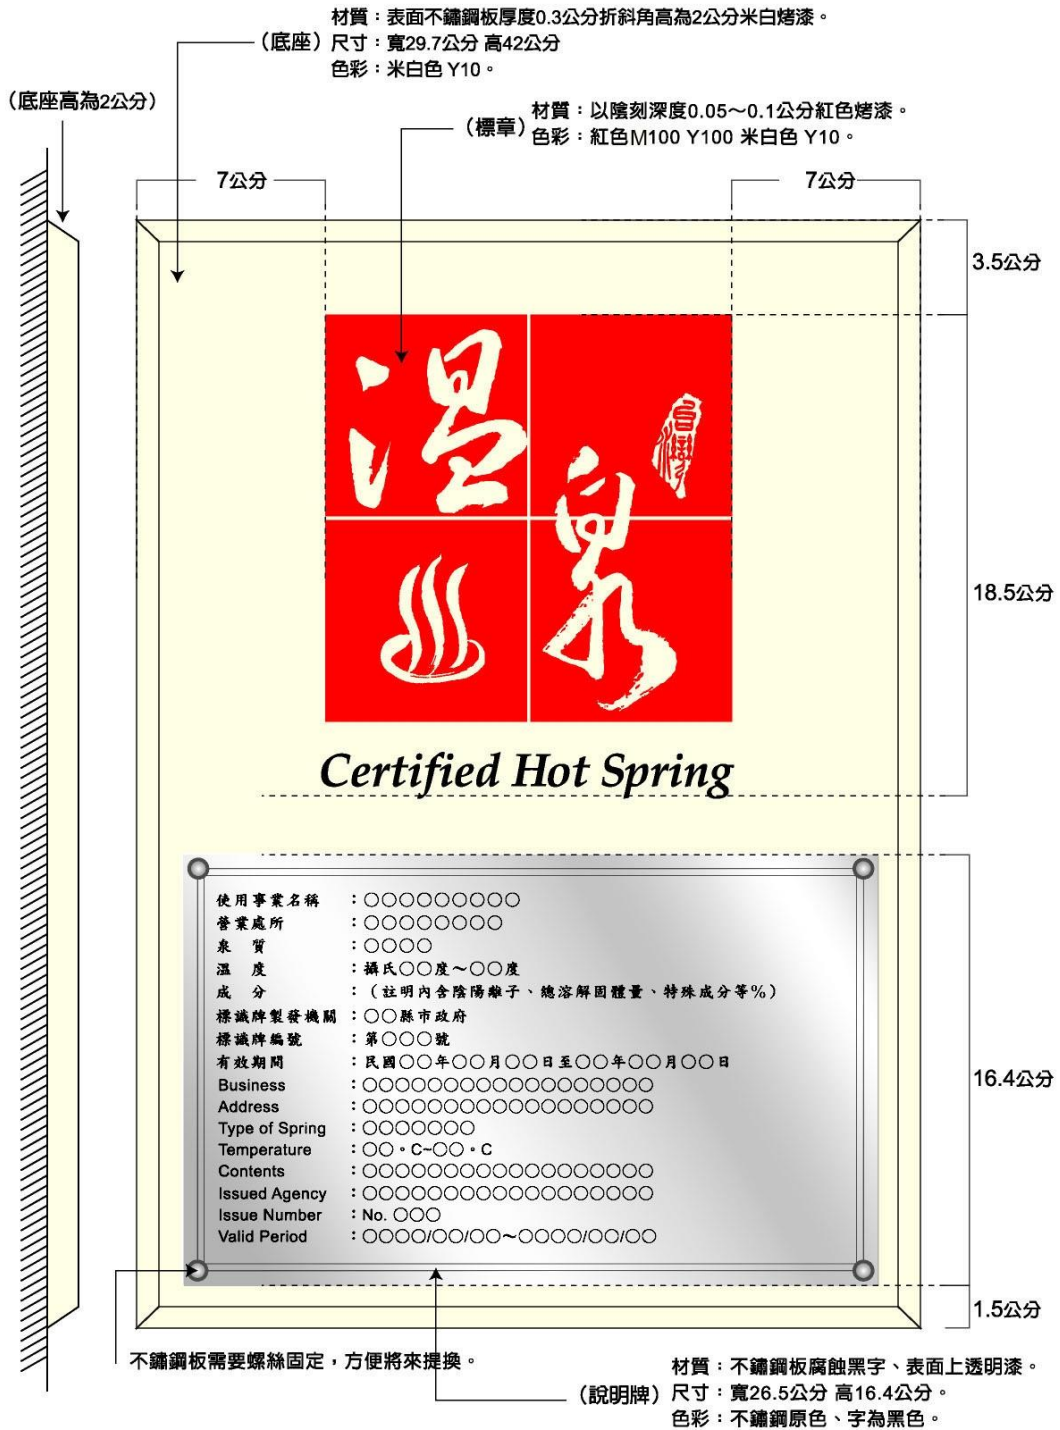 材質：表面不鏽鋼板厚度0.3公分折斜角高為2公分米白烤漆。
（底座）尺寸：寬29.7公分 高42公分
色彩：米白色 Y10。
（底座高為2公分）
材質：以陰刻深度0.05～0.1公分紅色烤漆。
（標章）
色彩：紅色M100 Y100 米白色 Y10。
7公分
7公分
3.5公分
溫泉
台灣
18.5公分
Certified Hot Spring
使用事業名稱 ：○○○○○○○○○
營業處所 ：○○○○○○○○
泉 質 ：○○○○
溫 度 ：攝氏○○度～○○度
成 分 ：（註明內含陰陽離子、總溶解固體量、特殊成分等%）
標識牌製發機關：○○縣市政府
標識牌編號 ：第○○○號
有效期間 ：民國○○年○○月○○日至○○年○○月○○日
Business ：○○○○○○○○○○○○○○○○○○
Address ：○○○○○○○○○○○○○○○○○○
Type of Spring ：○○○○○○○
Temperature ：○○。C~○○。C
Contents ：○○○○○○○○○○○○○○○○○○
Issued Agency ：○○○○○○○○○○○○○○○○○○
Issue Number ：No. ○○○
Valid Period ：○○○○/○○/○○～○○○○/○○/○○
16.4公分
1.5公分
不鏽鋼板需要螺絲固定，方便將來提換。
材質：不鏽鋼板腐蝕黑字、表面上透明漆。
（說明牌）尺寸：寬26.5公分 高16.4公分。
色彩：不鏽鋼原色、字為黑色。